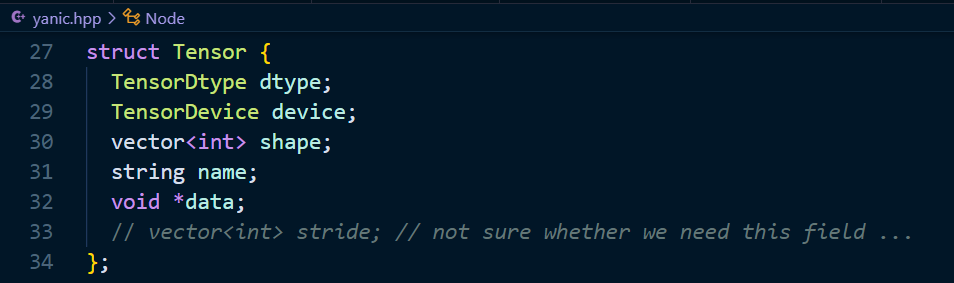 yanic.hpp > Node
27 struct Tensor {
28 TensorDtype dtype;
29 TensorDevice device;
30 vector<int> shape;
31 string name;
32 void *data;
33 // vector<int> stride; // not sure whether we need this field ...
34 };